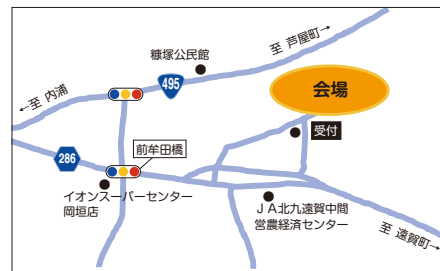 糠塚公民館
至 芦屋町
至 内浦
495
会場
受付
286
前牟田橋
イオンスーパーセンター
岡垣店
ＪＡ北九遠賀中間
営農経済センター
至 遠賀町